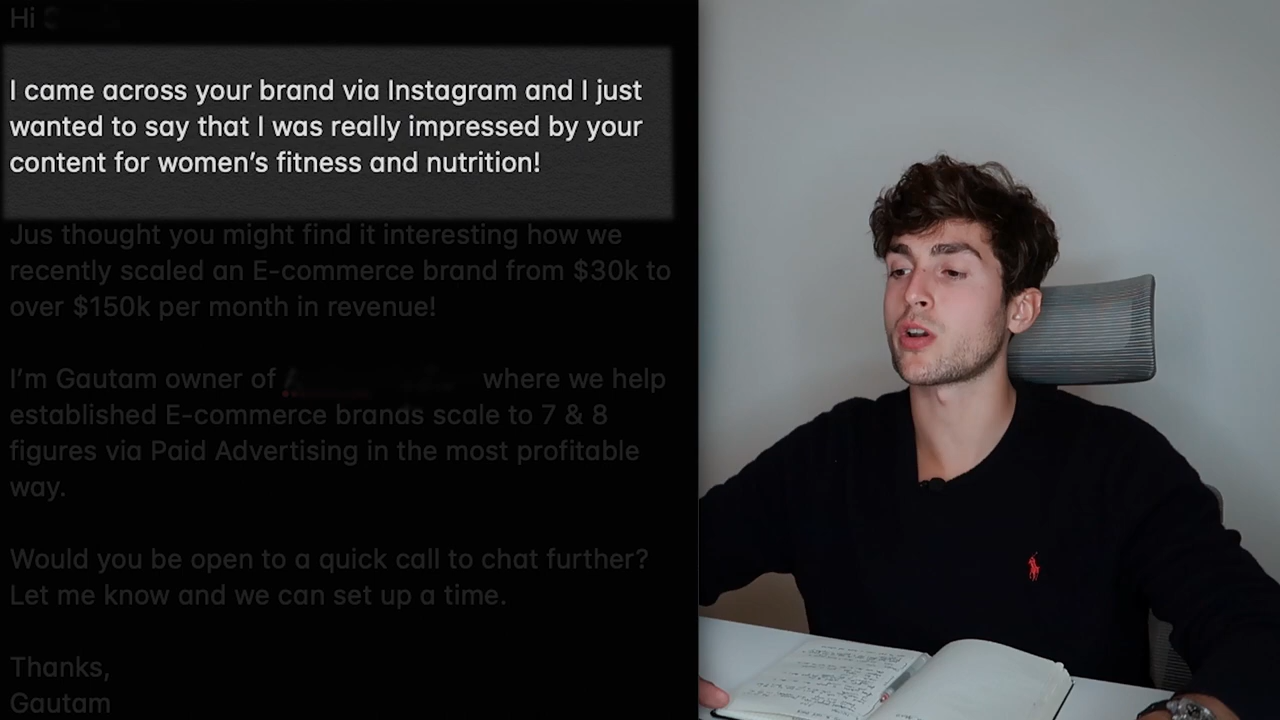 Hi
I came across your brand via Instagram and I just
wanted to say that I was really impressed by your
content for women's fitness and nutrition!
Jus thought you might find it interesting how we
recently scaled an E-commerce brand from $30k to
over $150k per month in revenue!
I'm Gautam owner of where we help
established E-commerce brands scale to 7 & 8
figures via Paid Advertising in the most profitable
way.
Would you be open to a quick call to chat further?
Let me know and we can set up a time.
Thanks,
Gautam